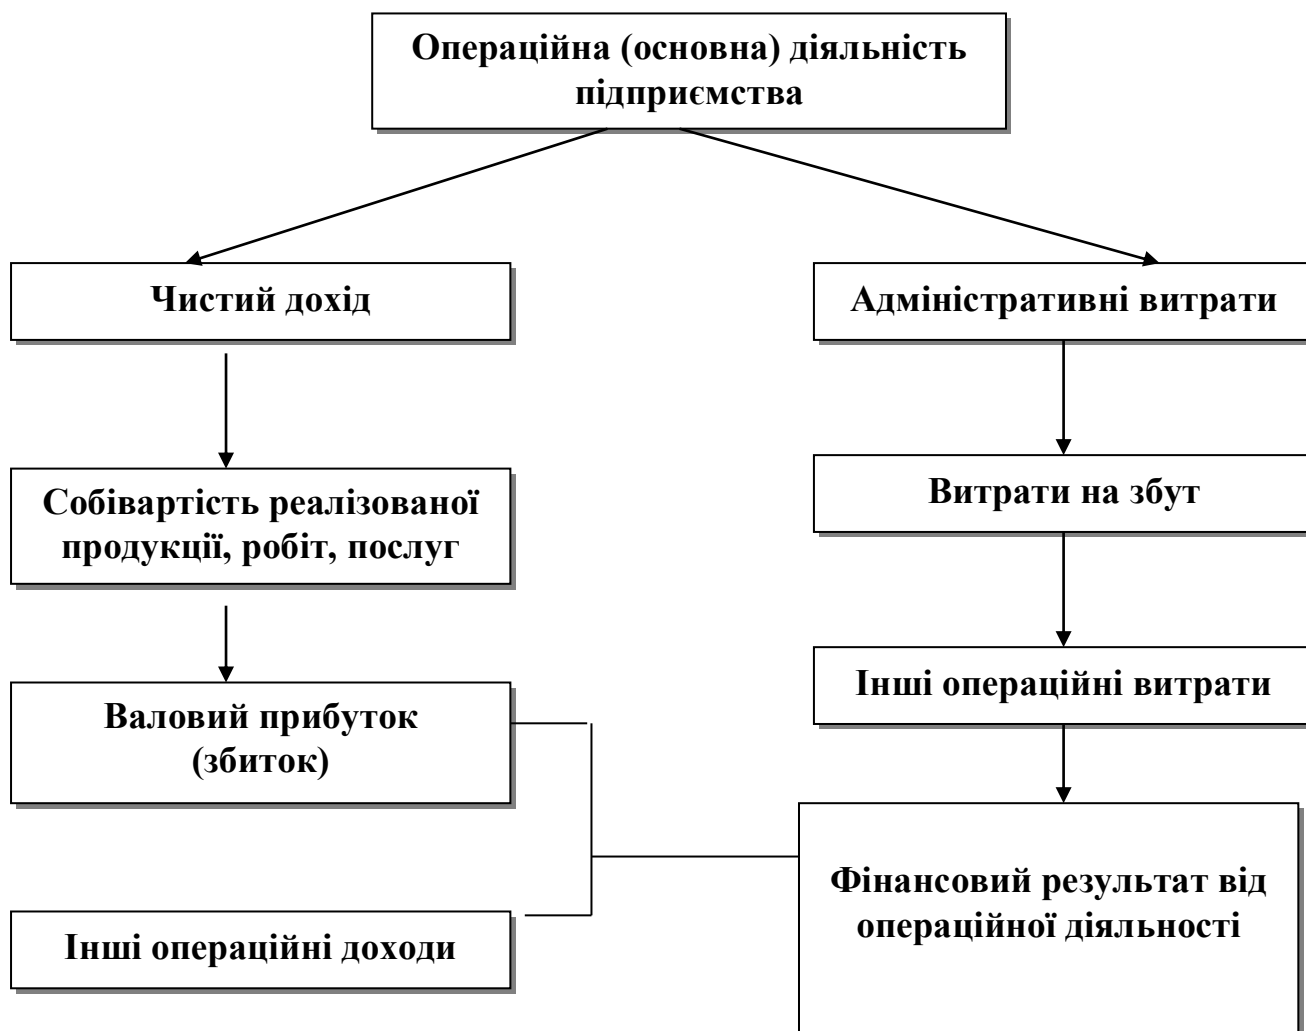 Операційна (основна) діяльність
підприємства
Чистий дохід
Адміністративні витрати
Собівартість реалізованої
продукції, робіт, послуг
Витрати на збут
Валовий прибуток
(збиток)
Інші операційні витрати
Інші операційні доходи
Фінансовий результат від
операційної діяльності